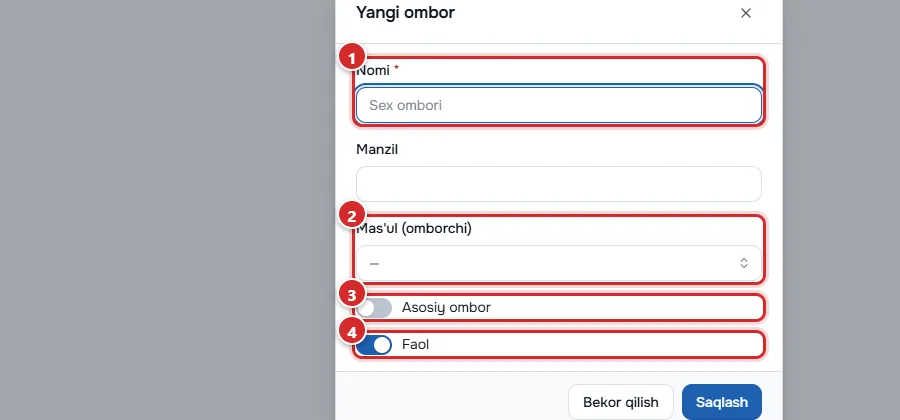 Yangi ombor
1
Nomi *
Sex ombori
Manzil
2
Mas'ul (omborchi)
—
3
Asosiy ombor
4
Faol
Bekor qilish
Saqlash